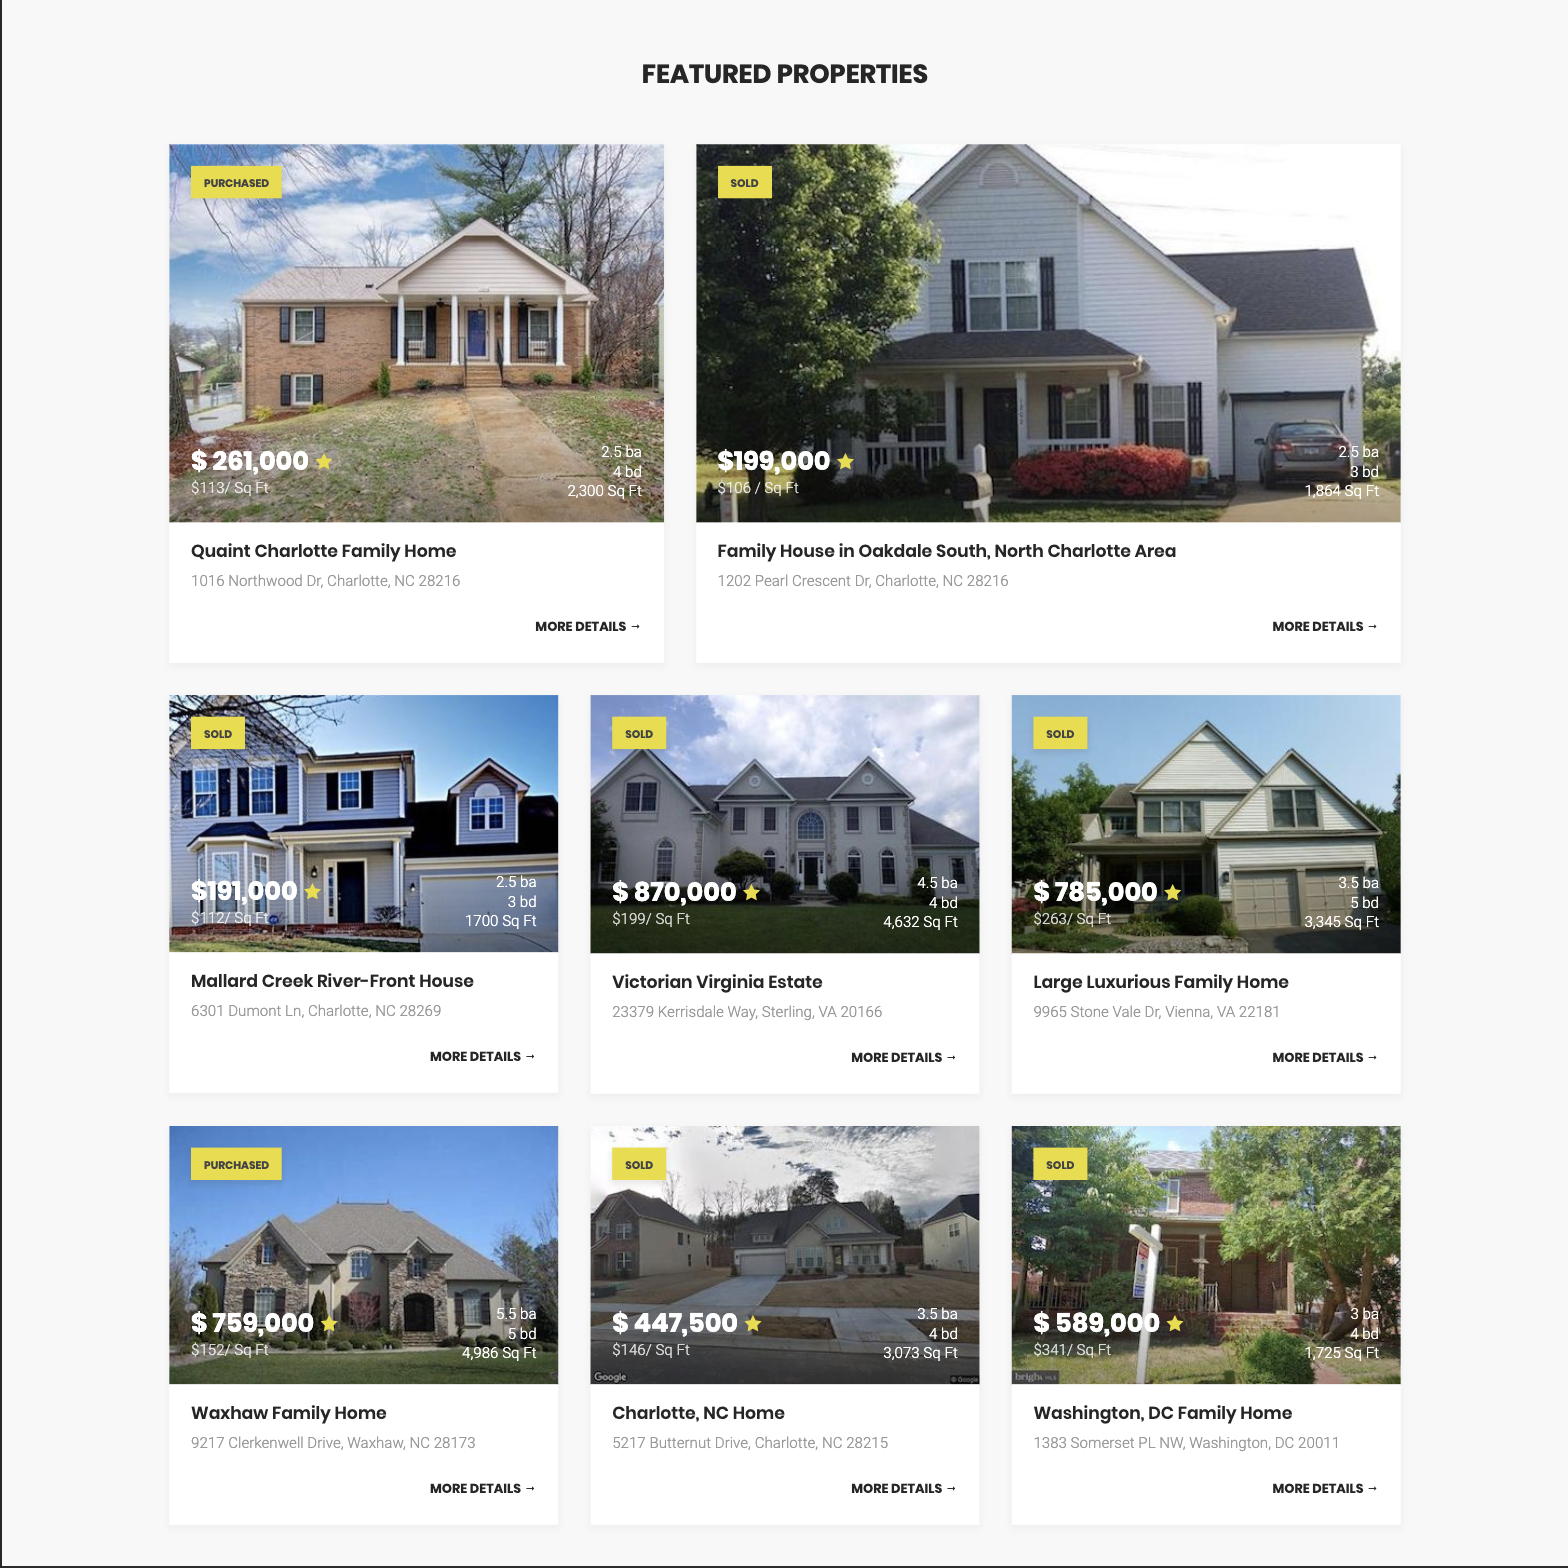 FEATURED PROPERTIES
PURCHASED
$ 261,000
$113/ Sq Ft
2.5 ba
4 bd
2,300 Sq Ft
Quaint Charlotte Family Home
1016 Northwood Dr, Charlotte, NC 28216
MORE DETAILS →
SOLD
$199,000
$106 / Sq Ft
2.5 ba
3 bd
1,864 Sq Ft
Family House in Oakdale South, North Charlotte Area
1202 Pearl Crescent Dr, Charlotte, NC 28216
MORE DETAILS →
SOLD
$191,000
$112/ Sq Ft
2.5 ba
3 bd
1700 Sq Ft
Mallard Creek River-Front House
6301 Dumont Ln, Charlotte, NC 28269
MORE DETAILS →
SOLD
$ 870,000
$199/ Sq Ft
4.5 ba
4 bd
4,632 Sq Ft
Victorian Virginia Estate
23379 Kerrisdale Way, Sterling, VA 20166
MORE DETAILS →
SOLD
$ 785,000
$263/ Sq Ft
3.5 ba
5 bd
3,345 Sq Ft
Large Luxurious Family Home
9965 Stone Vale Dr, Vienna, VA 22181
MORE DETAILS →
PURCHASED
$ 759,000
$152/ Sq Ft
5.5 ba
5 bd
4,986 Sq Ft
Waxhaw Family Home
9217 Clerkenwell Drive, Waxhaw, NC 28173
MORE DETAILS →
SOLD
$ 447,500
$146/ Sq Ft
3.5 ba
4 bd
3,073 Sq Ft
Google
© Google
Charlotte, NC Home
5217 Butternut Drive, Charlotte, NC 28215
MORE DETAILS →
SOLD
$ 589,000
$341/ Sq Ft
3 ba
4 bd
1,725 Sq Ft
bright MLS
Washington, DC Family Home
1383 Somerset PL NW, Washington, DC 20011
MORE DETAILS →